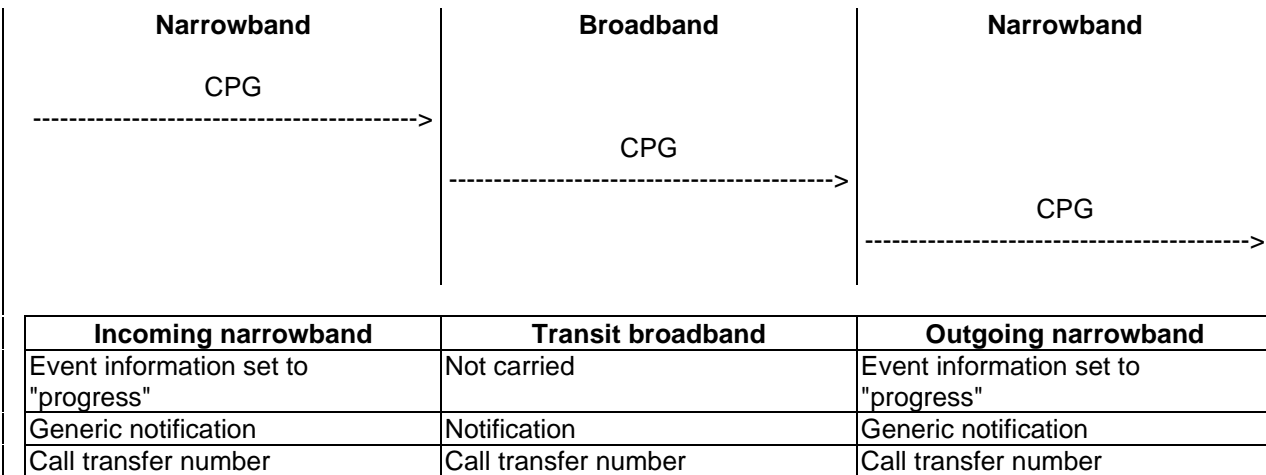 Narrowband Broadband Narrowband
CPG
------------------------------------------->
CPG
------------------------------------------->
CPG
------------------------------------------->
Incoming narrowband Transit broadband Outgoing narrowband
Event information set to "progress" Not carried Event information set to "progress"
Generic notification Notification Generic notification
Call transfer number Call transfer number Call transfer number